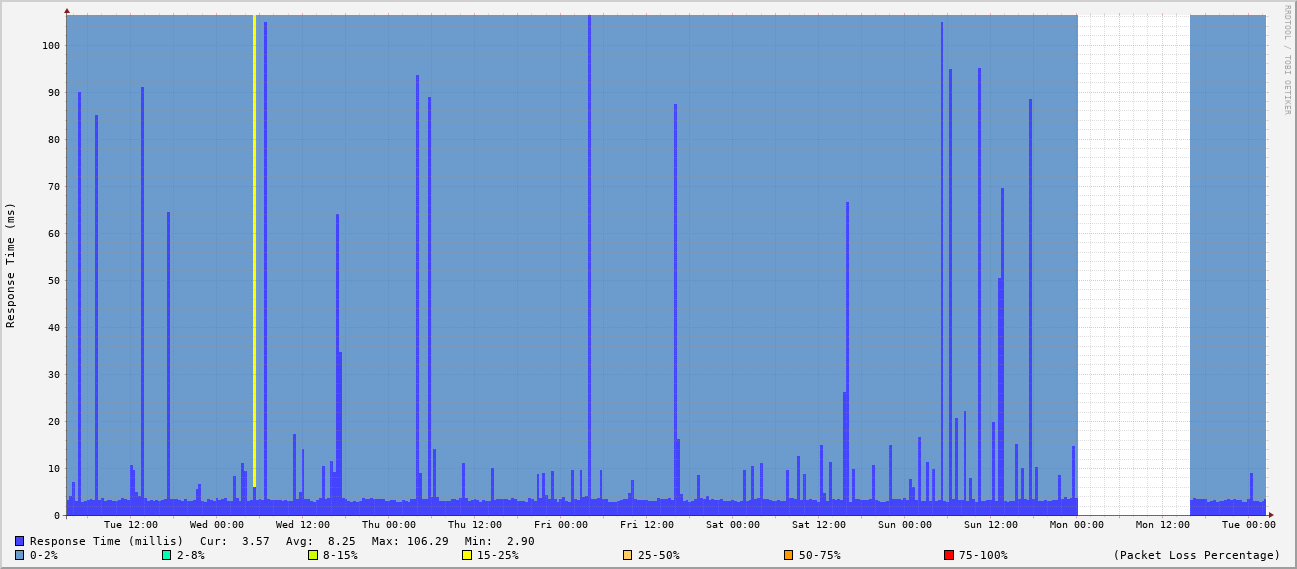 RRDTOOL / TOBI OETIKER
Response Time (ms)
100
90
80
70
60
50
40
30
20
10
0
Tue 12:00 Wed 00:00 Wed 12:00 Thu 00:00 Thu 12:00 Fri 00:00 Fri 12:00 Sat 00:00 Sat 12:00 Sun 00:00 Sun 12:00 Mon 00:00 Mon 12:00 Tue 00:00
Response Time (millis) Cur: 3.57 Avg: 8.25 Max: 106.29 Min: 2.90
0-2% 2-8% 8-15% 15-25% 25-50% 50-75% 75-100% (Packet Loss Percentage)